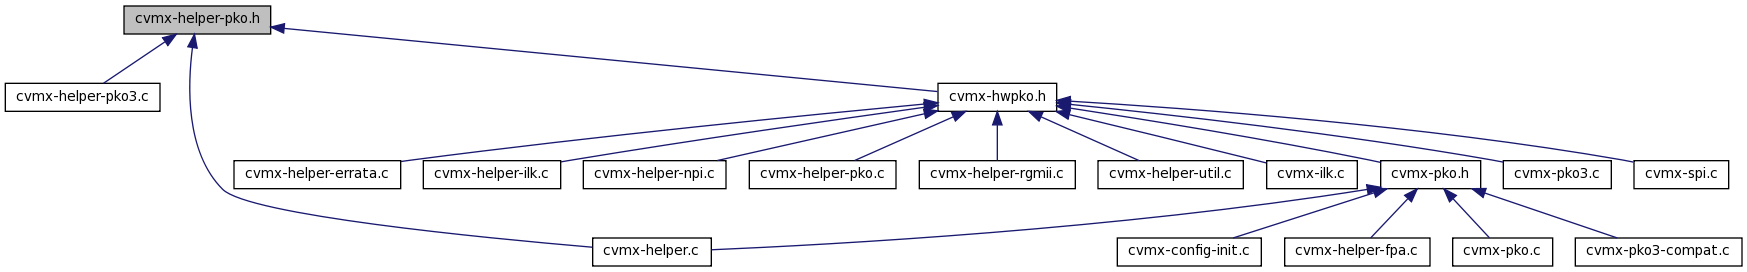 cvmx-helper-pko.h
cvmx-helper-pko3.c
cvmx-hwpko.h
cvmx-helper-errata.c
cvmx-helper-ilk.c
cvmx-helper-npi.c
cvmx-helper-pko.c
cvmx-helper-rgmii.c
cvmx-helper-util.c
cvmx-ilk.c
cvmx-pko.h
cvmx-pko3.c
cvmx-spi.c
cvmx-helper.c
cvmx-config-init.c
cvmx-helper-fpa.c
cvmx-pko.c
cvmx-pko3-compat.c